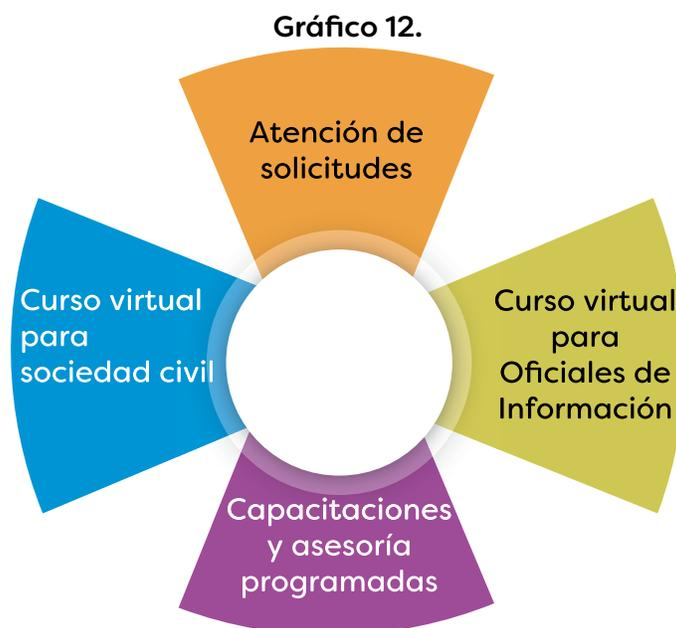 Gráfico 12.
Atención de
solicitudes
Curso virtual
para
sociedad civil
Curso virtual
para
Oficiales de
Información
Capacitaciones
y asesoría
programadas